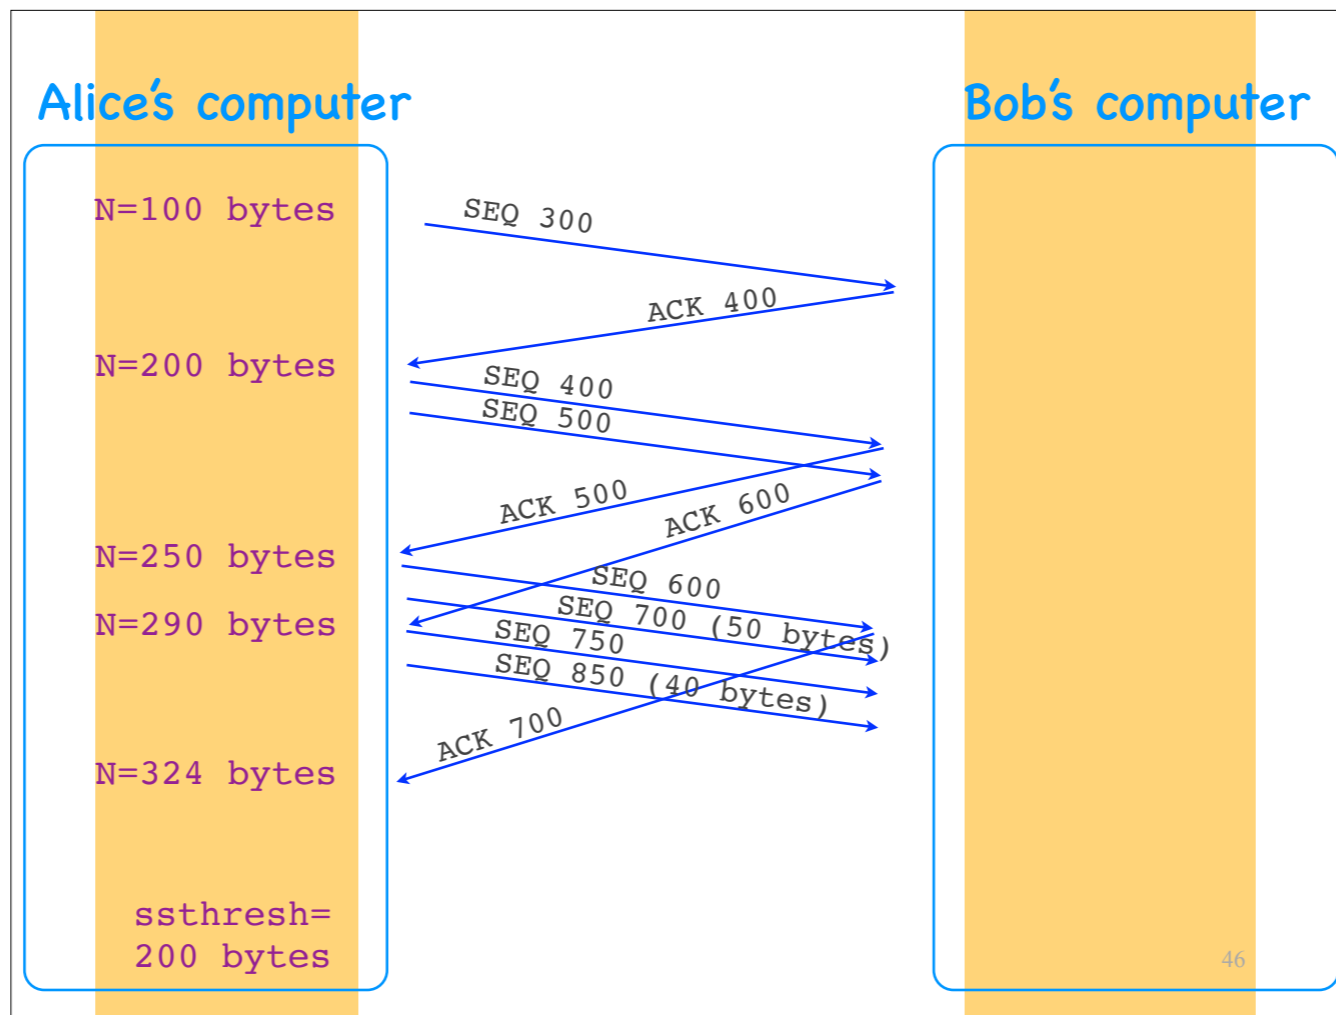 Alice's computer
Bob's computer
N=100 bytes
SEQ 300
ACK 400
N=200 bytes
SEQ 400
SEQ 500
ACK 500
ACK 600
N=250 bytes
SEQ 600
SEQ 700 (50 bytes)
N=290 bytes
SEQ 750
SEQ 850 (40 bytes)
ACK 700
N=324 bytes
ssthresh=
200 bytes
46